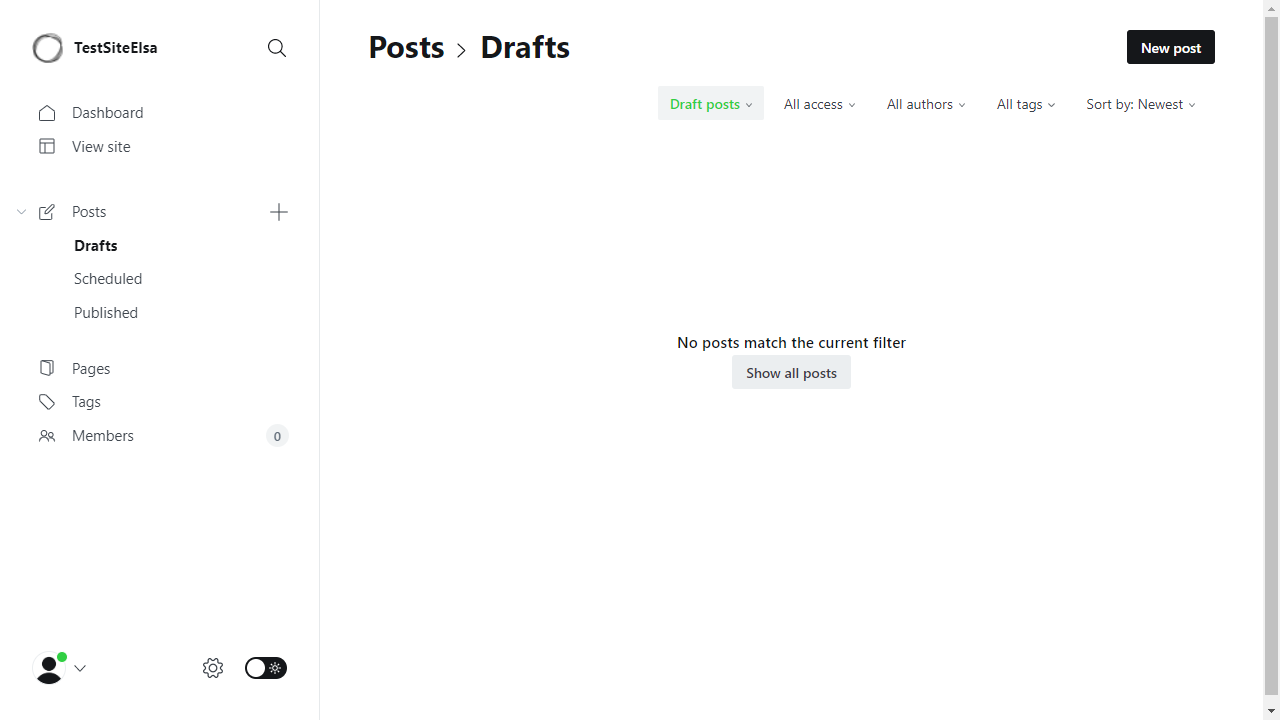 TestSiteElsa
Dashboard
View site
Posts
Drafts
Scheduled
Published
Pages
Tags
Members 0
Posts > Drafts
New post
Draft posts All access All authors All tags Sort by: Newest
No posts match the current filter
Show all posts